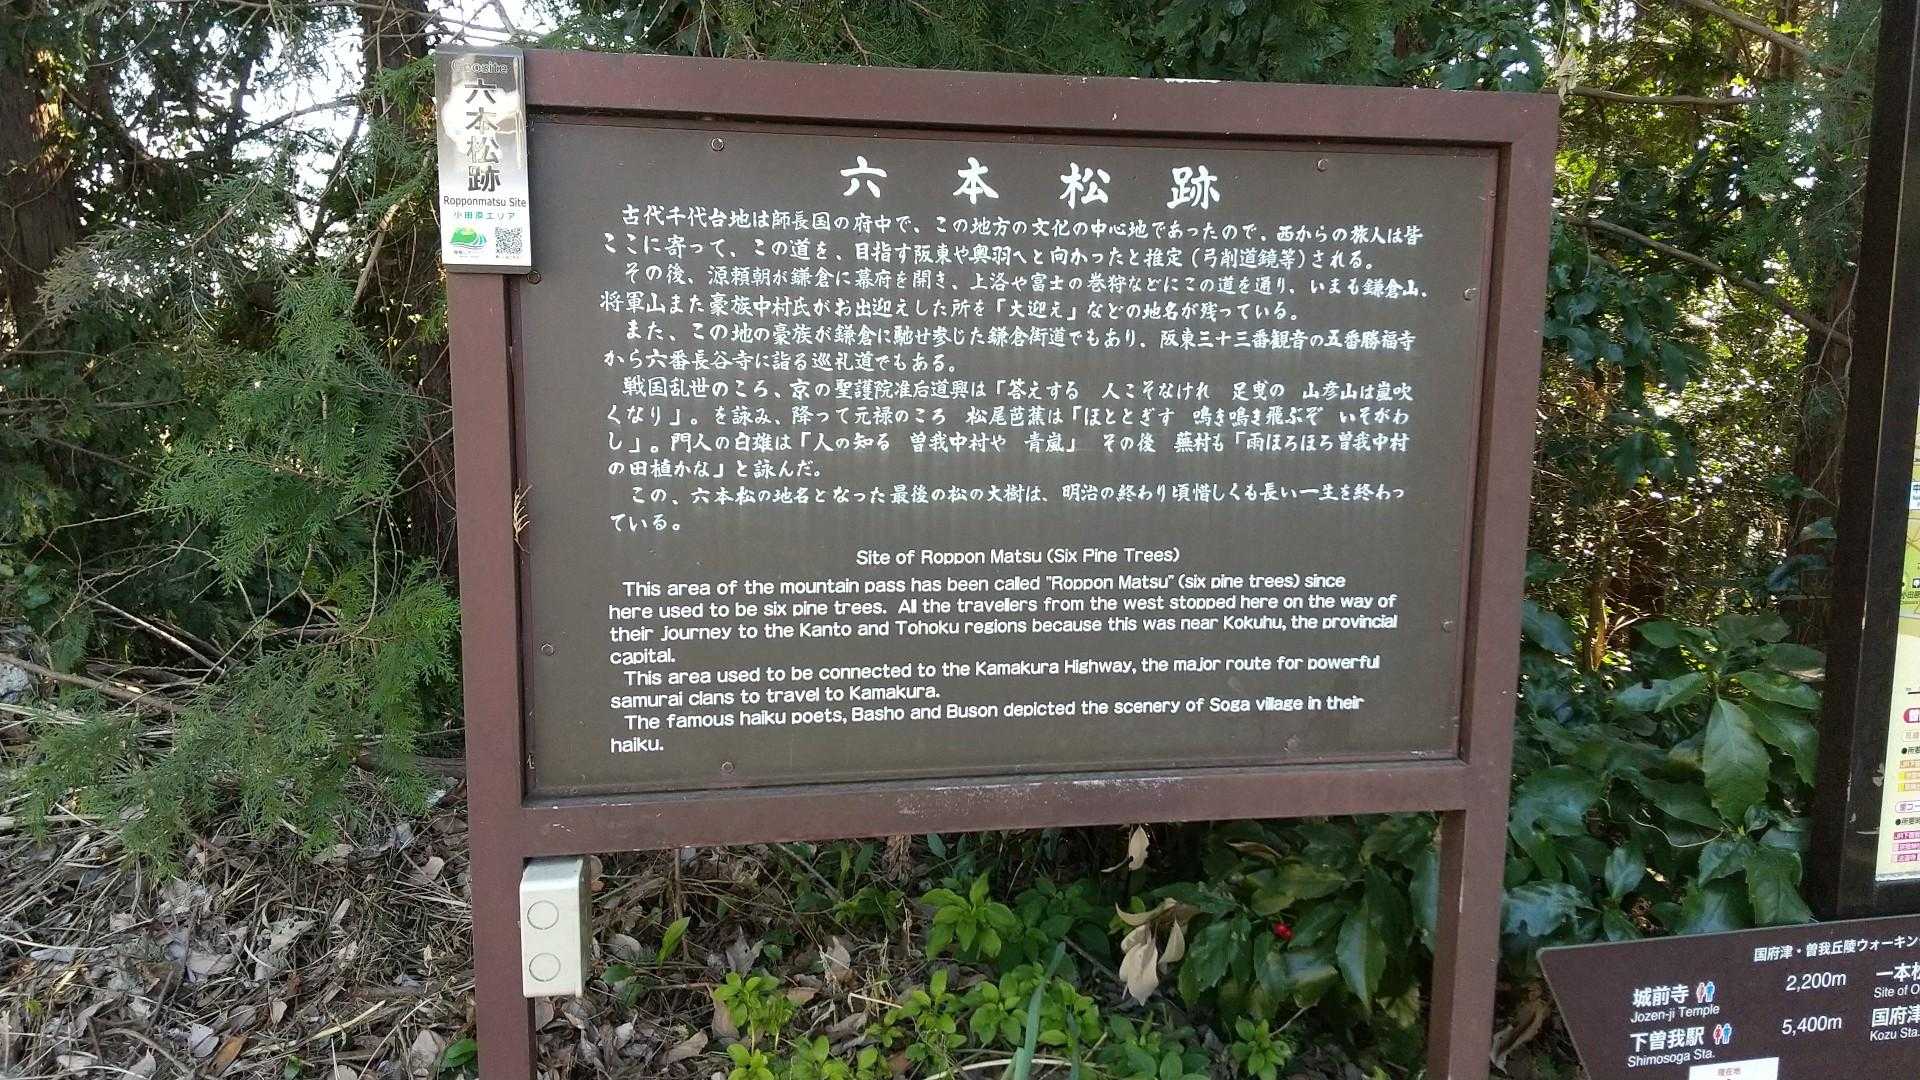 Geosite
六本松跡
Ropponmatsu Site
小田原エリア
六本松跡
古代千代台地は師長国の府中で、この地方の文化の中心地であったので、西からの旅人は皆
ここに寄って、この道を、目指す阪東や奥羽へと向かったと推定（弓削道鏡等）される。
その後、源頼朝が鎌倉に幕府を開き、上洛や富士の巻狩などにこの道を通り、いまも鎌倉山、
将軍山また豪族中村氏がお出迎えした所を「大迎え」などの地名が残っている。
また、この地の豪族が鎌倉に馳せ参じた鎌倉街道でもあり、阪東三十三番観音の五番勝福寺
から六番長谷寺に詣る巡礼道でもある。
戦国乱世のころ、京の聖護院准后道興は「答えする　人こそなけれ　足曳の　山彦山は嵐吹
くなり」。を詠み、降って元禄のころ　松尾芭蕉は「ほととぎす　鳴き鳴き飛ぶぞ　いそがわ
し」。門人の白雄は「人の知る　曽我中村や　青嵐」　その後　蕪村も「雨ほろほろ曽我中村
の田植かな」と詠んだ。
この、六本松の地名となった最後の松の大樹は、明治の終わり頃惜しくも長い一生を終わっ
ている。
Site of Roppon Matsu (Six Pine Trees)
This area of the mountain pass has been called "Roppon Matsu" (six pine trees) since
here used to be six pine trees. All the travellers from the west stopped here on the way of
their journey to the Kanto and Tohoku regions because this was near Kokuhu, the provincial
capital.
This area used to be connected to the Kamakura Highway, the major route for powerful
samurai clans to travel to Kamakura.
The famous haiku poets, Basho and Buson depicted the scenery of Soga village in their
haiku.
国府津・曽我丘陵ウォーキン
城前寺 2,200m 一本松
Jozen-ji Temple Site of O
下曽我駅 5,400m 国府津
Shimosoga Sta. Kozu Sta.
現在地